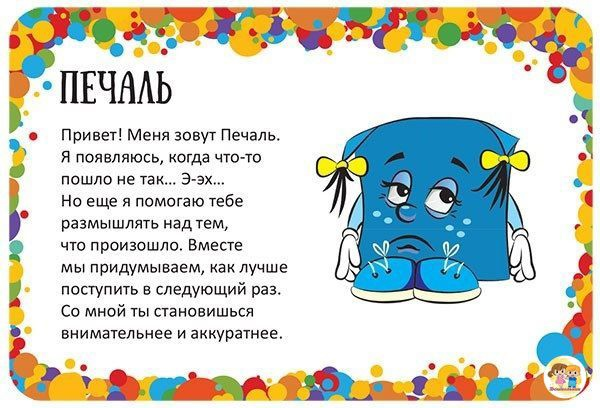 ПЕЧАЛЬ
Привет! Меня зовут Печаль.
Я появляюсь, когда что-то
пошло не так... Э-эх...
Но еще я помогаю тебе
размышлять над тем,
что произошло. Вместе
мы придумываем, как лучше
поступить в следующий раз.
Со мной ты становишься
внимательнее и аккуратнее.